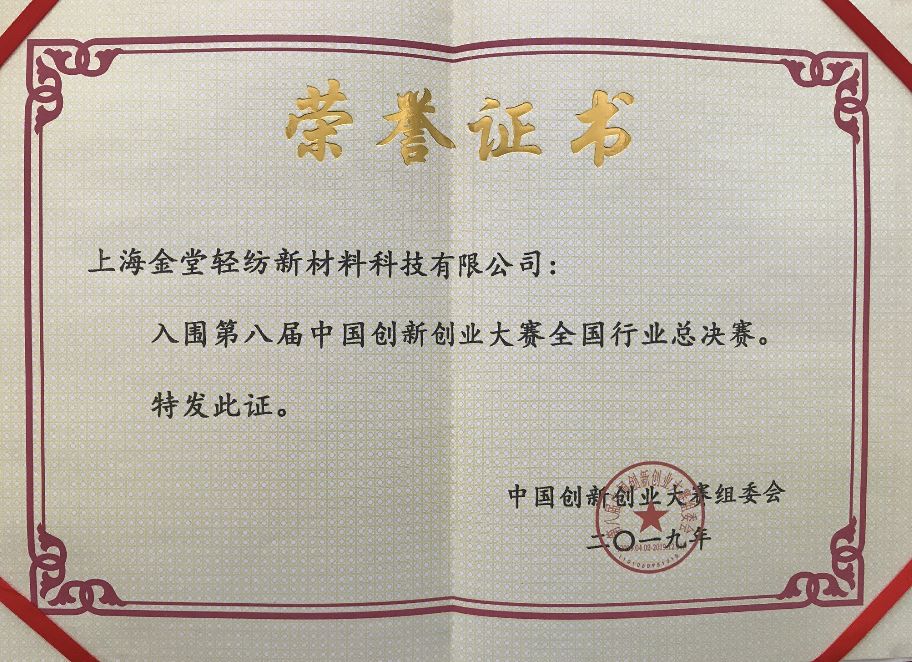 荣誉证书
上海金堂轻纺新材料科技有限公司：
入围第八届中国创新创业大赛全国行业总决赛。
特发此证。
中国创新创业大赛组委会
二〇一九年